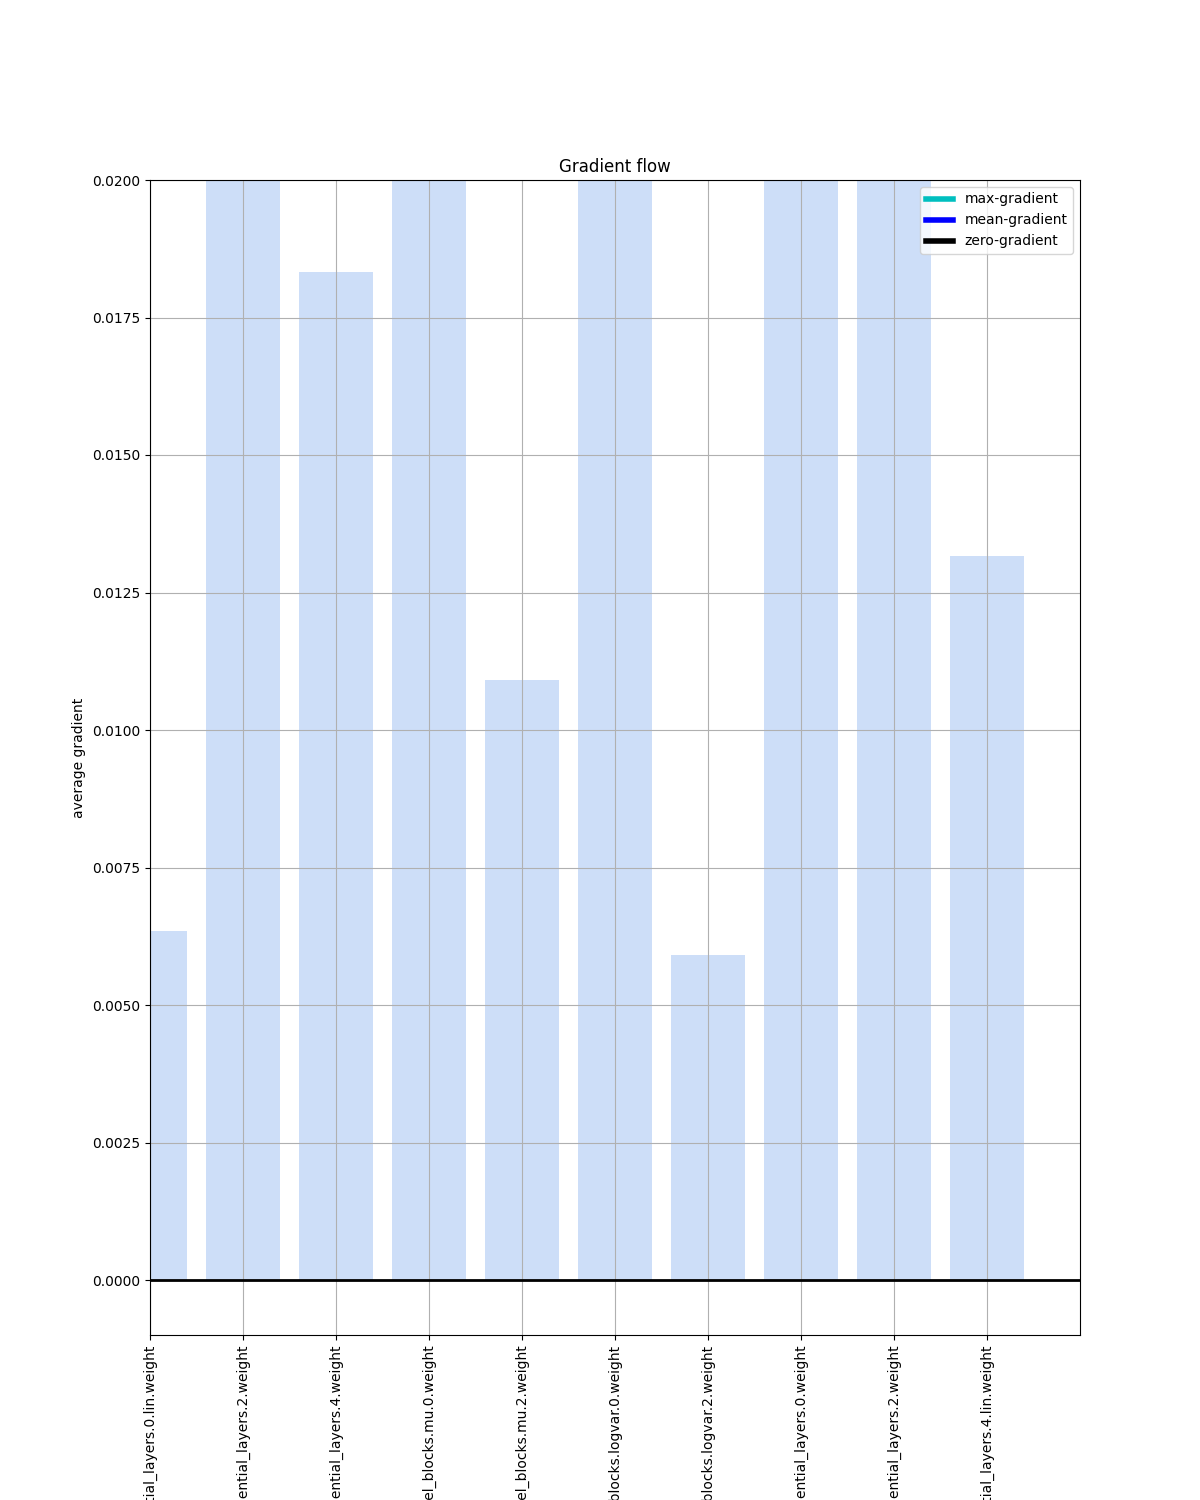 Gradient flow
max-gradient
mean-gradient
zero-gradient
0.0200
0.0175
0.0150
0.0125
0.0100
0.0075
0.0050
0.0025
0.0000
average gradient
tial_layers.0.lin.weight
ential_layers.2.weight
ential_layers.4.weight
el_blocks.mu.0.weight
el_blocks.mu.2.weight
blocks.logvar.0.weight
blocks.logvar.2.weight
ential_layers.0.weight
ential_layers.2.weight
tial_layers.4.lin.weight